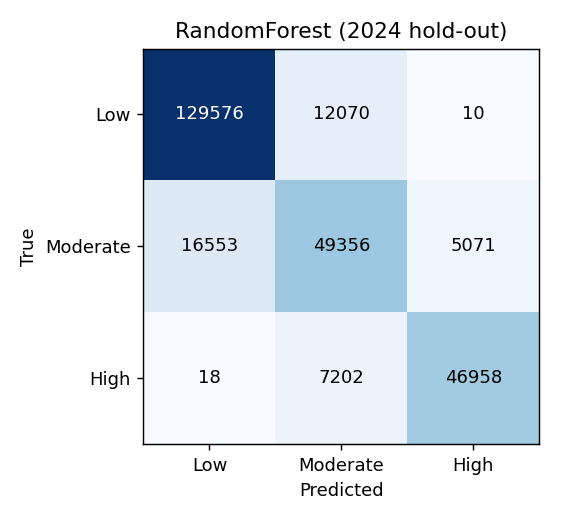 RandomForest (2024 hold-out)
True
Low 129576 12070 10
Moderate 16553 49356 5071
High 18 7202 46958
Low Moderate High
Predicted